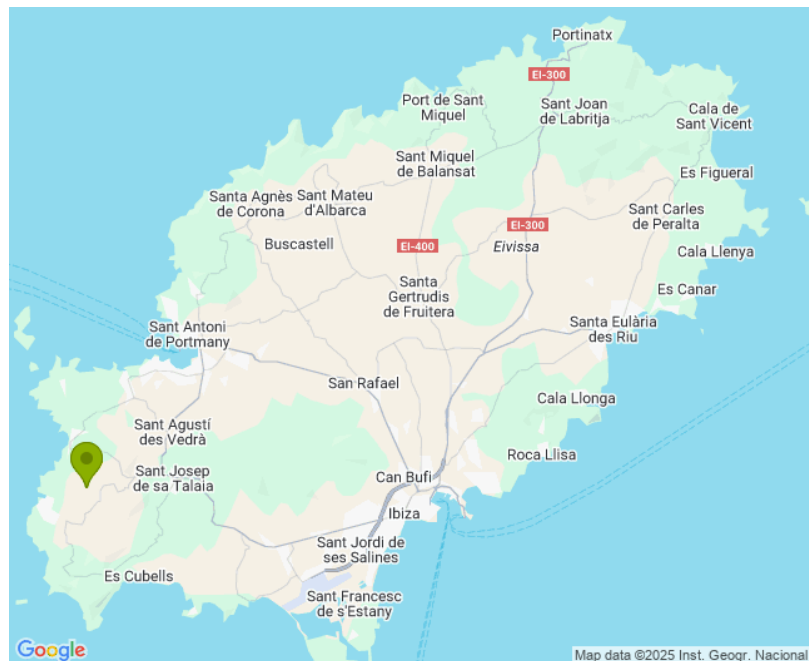 Portinatx
EI-300
Port de Sant
Miquel
Sant Joan
de Labritja
Cala de
Sant Vicent
Sant Miquel
de Balansat
Es Figueral
Santa Agnès
de Corona
Sant Mateu
d'Albarca
Sant Carles
de Peralta
EI-300
Buscastell
EI-400
Eivissa
Cala Llenya
Santa
Gertrudis
de Fruitera
Es Canar
Sant Antoni
de Portmany
Santa Eulària
des Riu
San Rafael
Cala Llonga
Sant Agustí
des Vedrà
Roca Llisa
Sant Josep
de sa Talaia
Can Bufi
Ibiza
Sant Jordi de
ses Salines
Es Cubells
Sant Francesc
de s'Estany
Google
Map data ©2025 Inst. Geogr. Nacional